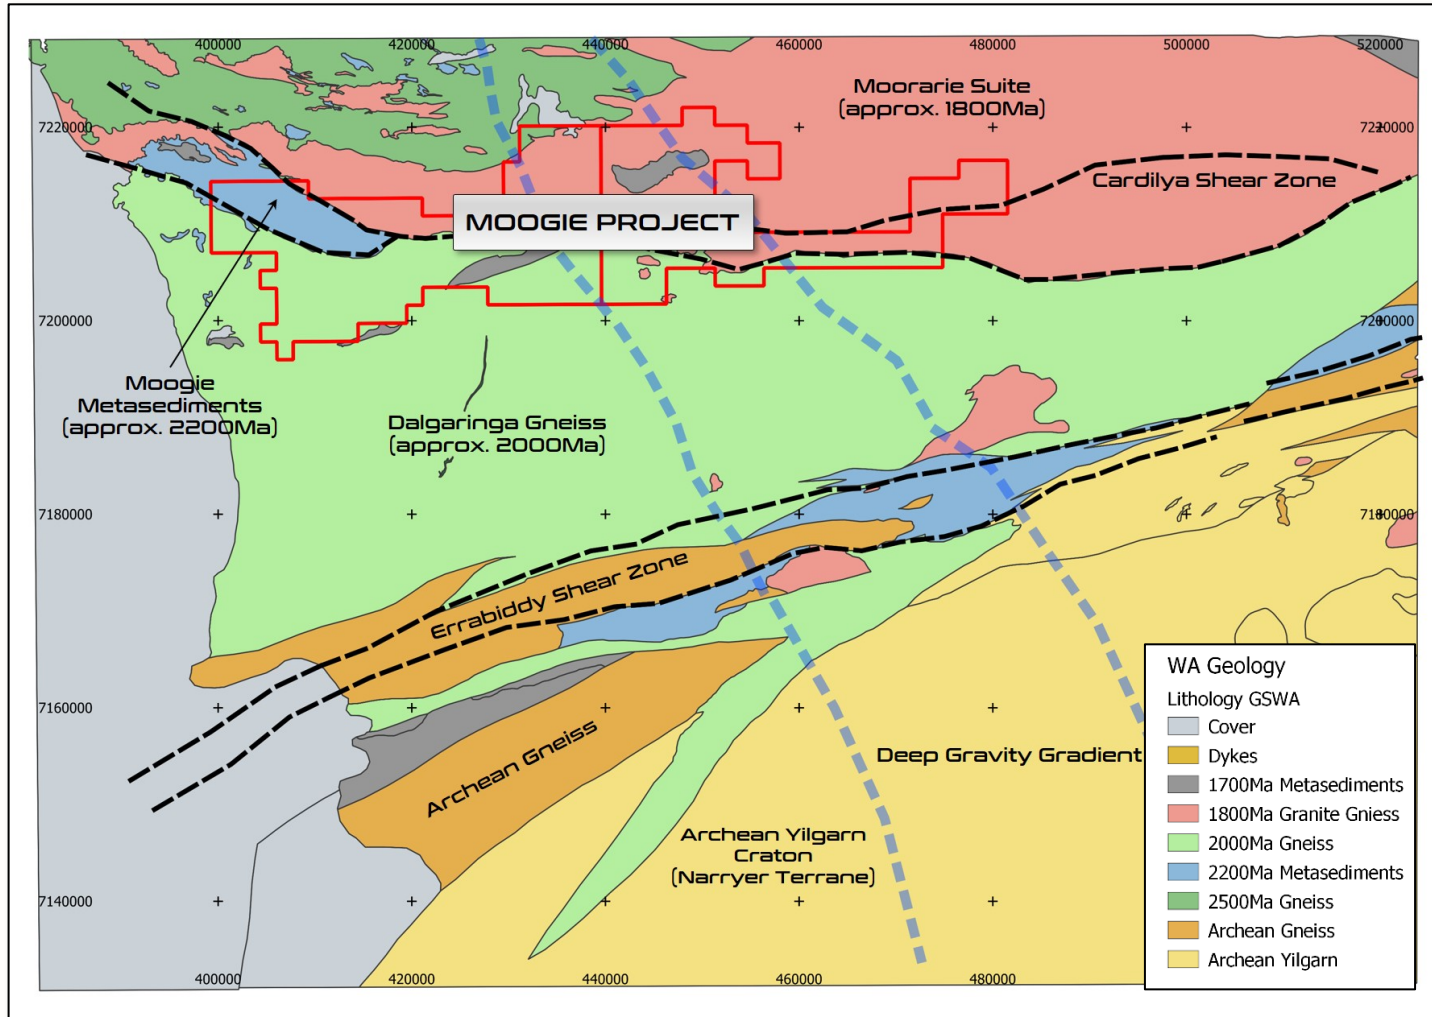 400000 420000 440000 460000 480000 500000 520000
Moorarie Suite
(approx. 1800Ma)
7220000 7220000
Cardilya Shear Zone
MOOGIE PROJECT
7200000 7200000
Moogie
Metasediments
(approx. 2200Ma)
Dalgaringa Gneiss
(approx. 2000Ma)
7180000 7180000
Errabiddy Shear Zone
7160000
Archean Gneiss
Deep Gravity Gradient
Archean Yilgarn
Craton
(Narryer Terrane)
7140000
400000 420000 440000 460000 480000
WA Geology
Lithology GSWA
Cover
Dykes
1700Ma Metasediments
1800Ma Granite Gniess
2000Ma Gneiss
2200Ma Metasediments
2500Ma Gneiss
Archean Gneiss
Archean Yilgarn